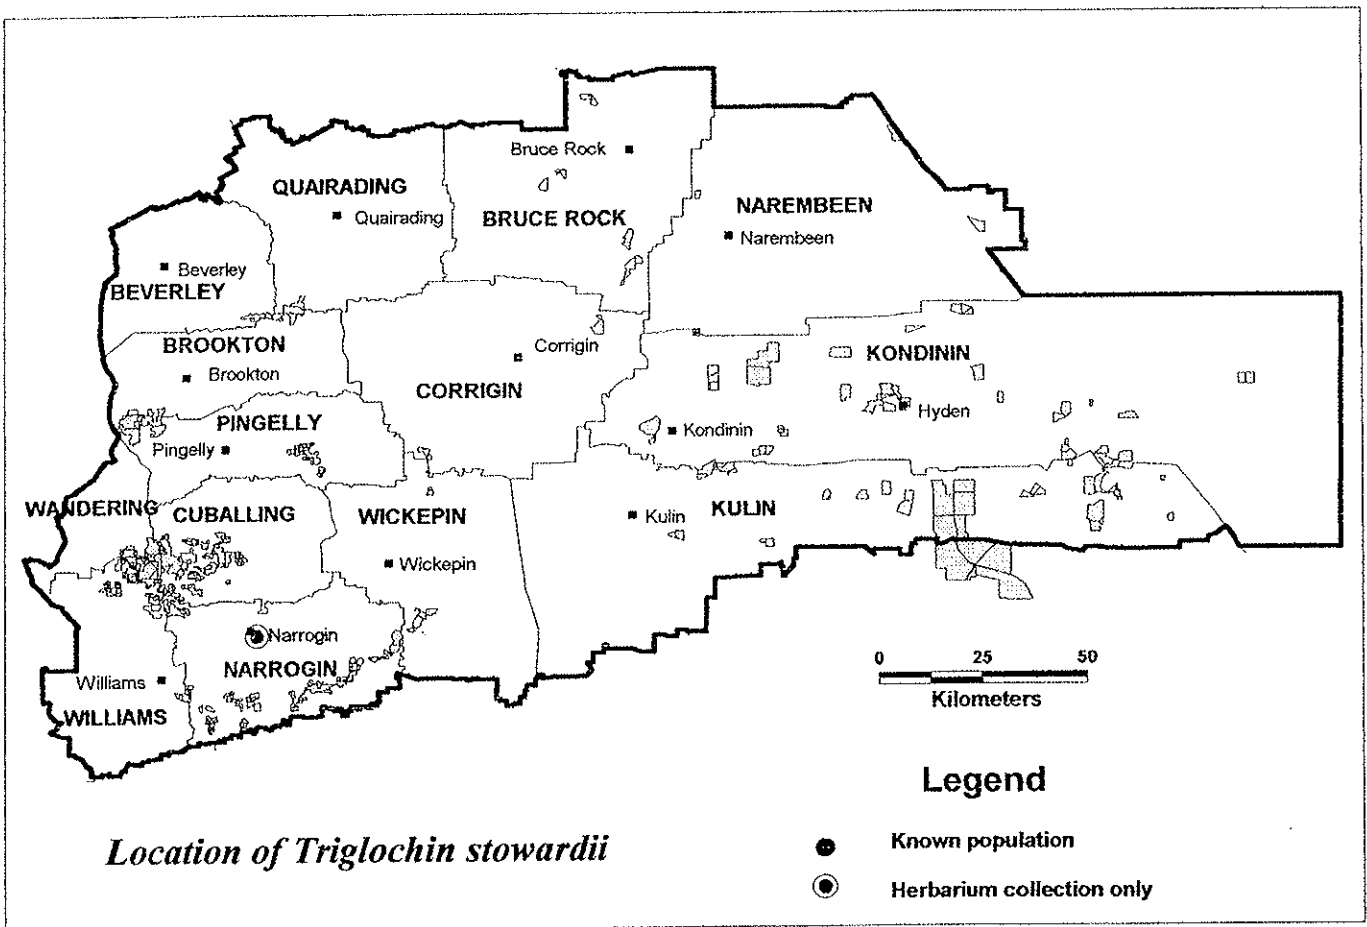 Bruce Rock
QUAIRADING
Quairading
BRUCE ROCK
NAREMBEEN
Narembeen
Beverley
BEVERLEY
BROOKTON
Brookton
Corrigin
CORRIGIN
KONDININ
Hyden
PINGELLY
Pingelly
Kondinin
WANDERING
CUBALLING
WICKEPIN
Wickepin
Kulin
KULIN
Narrogin
NARROGIN
Williams
WILLIAMS
0 25 50
Kilometers
Legend
Known population
Herbarium collection only
Location of Triglochin stowardii